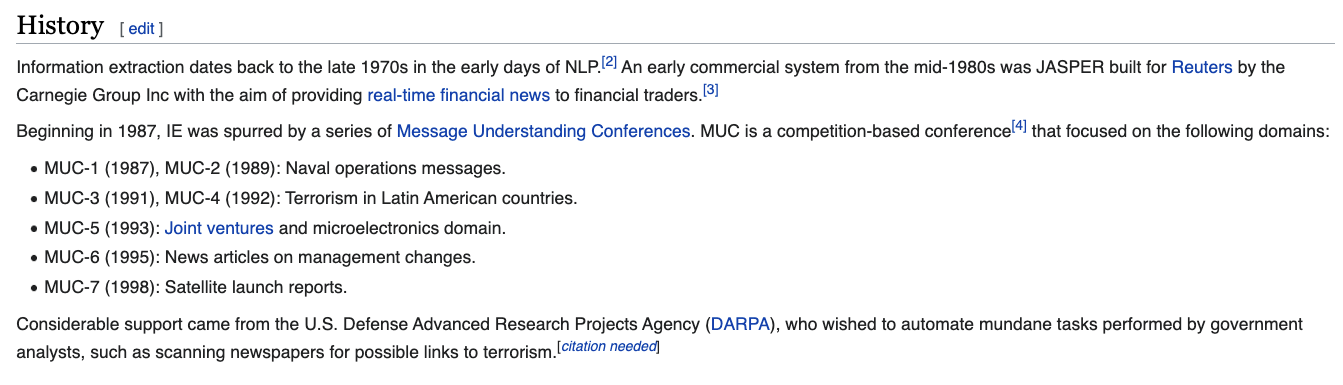 History [ edit ]
Information extraction dates back to the late 1970s in the early days of NLP.[2] An early commercial system from the mid-1980s was JASPER built for Reuters by the
Carnegie Group Inc with the aim of providing real-time financial news to financial traders.[3]
Beginning in 1987, IE was spurred by a series of Message Understanding Conferences. MUC is a competition-based conference[4] that focused on the following domains:
• MUC-1 (1987), MUC-2 (1989): Naval operations messages.
• MUC-3 (1991), MUC-4 (1992): Terrorism in Latin American countries.
• MUC-5 (1993): Joint ventures and microelectronics domain.
• MUC-6 (1995): News articles on management changes.
• MUC-7 (1998): Satellite launch reports.
Considerable support came from the U.S. Defense Advanced Research Projects Agency (DARPA), who wished to automate mundane tasks performed by government
analysts, such as scanning newspapers for possible links to terrorism.[citation needed]